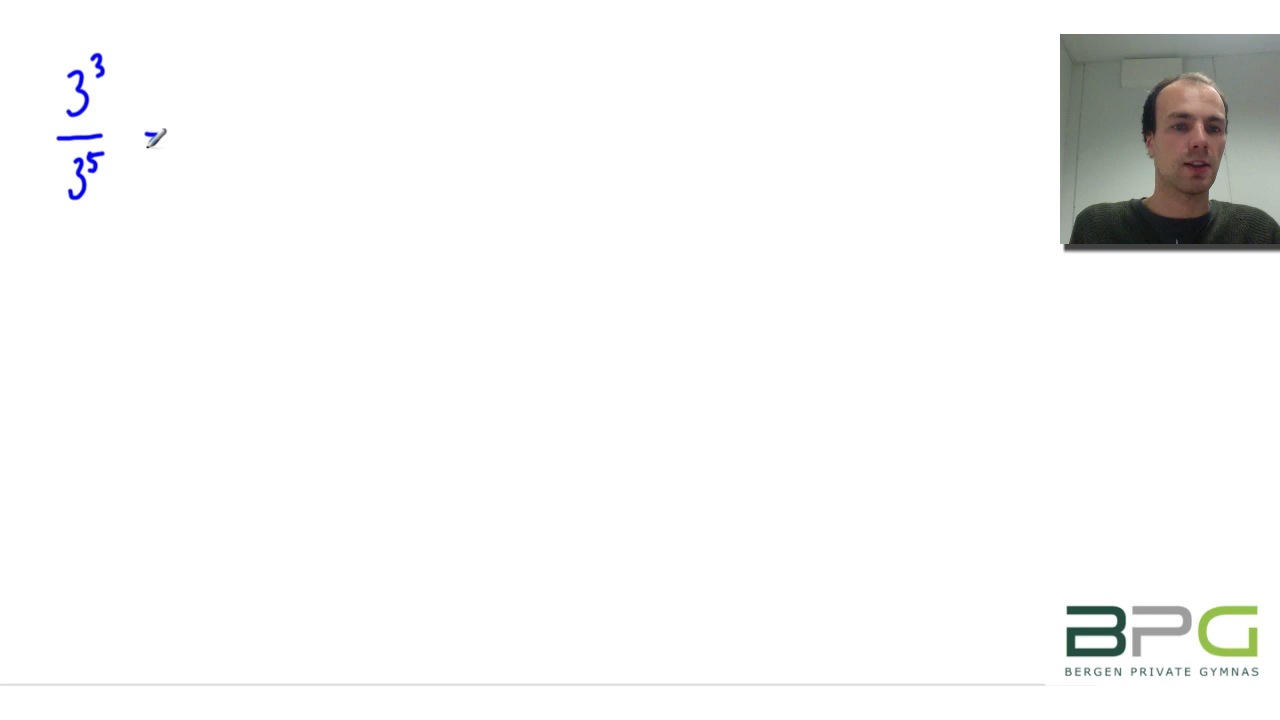 3³
3⁵
BPG
BERGEN PRIVATE GYMNAS